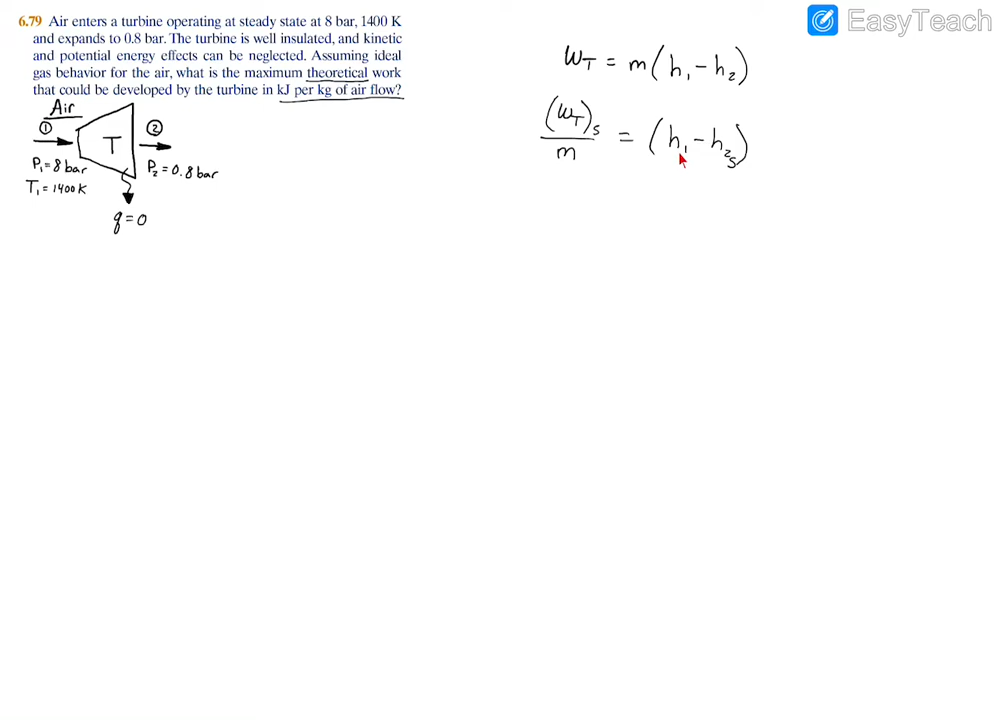 6.79 Air enters a turbine operating at steady state at 8 bar, 1400 K
and expands to 0.8 bar. The turbine is well insulated, and kinetic
and potential energy effects can be neglected. Assuming ideal
gas behavior for the air, what is the maximum theoretical work
that could be developed by the turbine in kJ per kg of air flow?
Air
① ②
T
P₁ = 8 bar
T₁ = 1400 K
P₂ = 0.8 bar
q = 0
EasyTeach
W_T = m(h₁ - h₂)
(W_T)_s / m = (h₁ - h₂s)